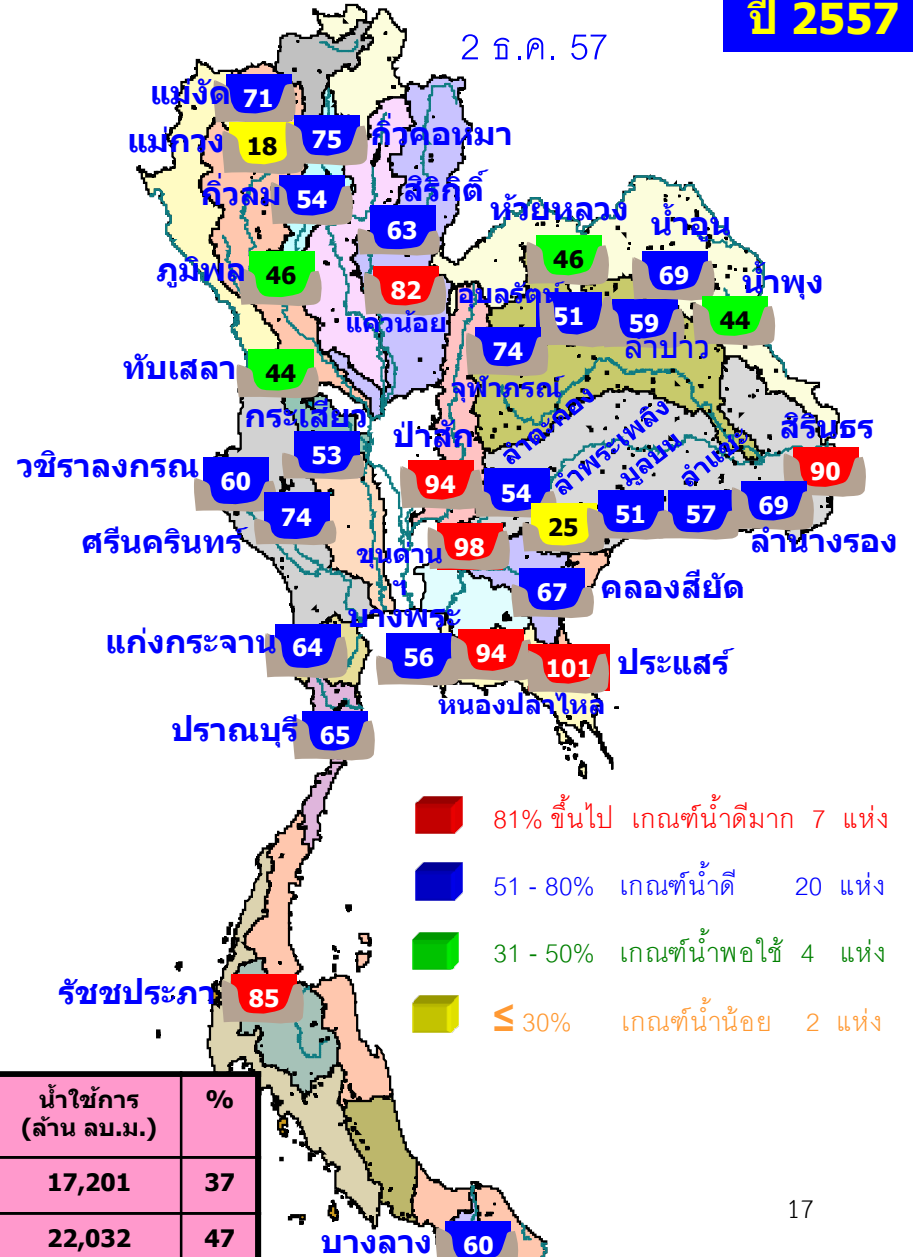 ปี 2557
2 ธ.ค. 57
แม่งัด 71
แม่กวง 18
75 กิ่วคอหมา
กิ่วลม 54
สิริกิติ์
63
ห้วยหลวง
46
น้ำอูน
69
ภูมิพล 46
82
แควน้อย
อุบลรัตน์
51
59
ลำปาว
น้ำพุง
44
74
จุฬาภรณ์
ทับเสลา 44
กระเสียว
53
ป่าสัก
94
ลำตะคอง
54
ลำพระเพลิง
25
มูลบน
51
ลำแซะ
57
สิรินธร
90
69
ลำนางรอง
วชิราลงกรณ 60
74
ศรีนครินทร์
ขุนด่าน
ฯ
98
67 คลองสียัด
บางพระ
56
แก่งกระจาน 64
94
หนองปลาไหล
101 ประแสร์
ปราณบุรี 65
81% ขึ้นไป เกณฑ์น้ำดีมาก 7 แห่ง
51 - 80% เกณฑ์น้ำดี 20 แห่ง
31 - 50% เกณฑ์น้ำพอใช้ 4 แห่ง
≤ 30% เกณฑ์น้ำน้อย 2 แห่ง
รัชชประภา 85
น้ำใช้การ %
(ล้าน ลบ.ม.)
17,201 37
22,032 47
บางลาง 60
17